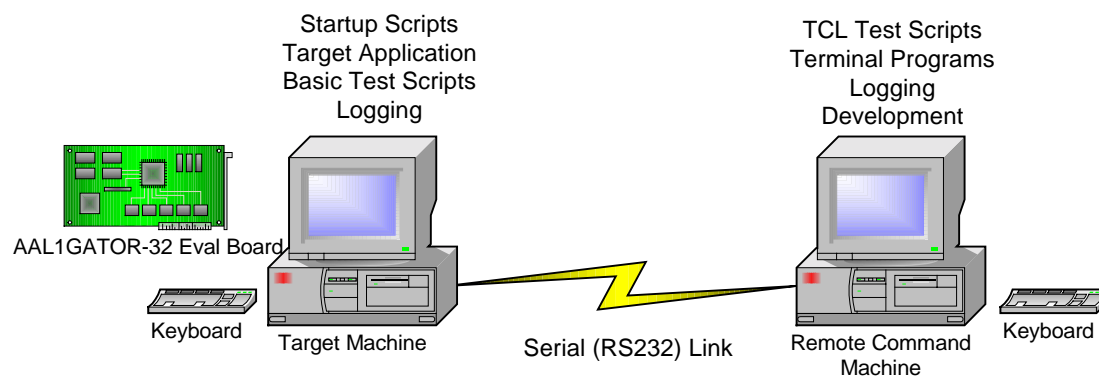 Startup Scripts
Target Application
Basic Test Scripts
Logging
TCL Test Scripts
Terminal Programs
Logging
Development
AAL1GATOR-32 Eval Board
Keyboard
Target Machine
Serial (RS232) Link
Remote Command
Machine
Keyboard